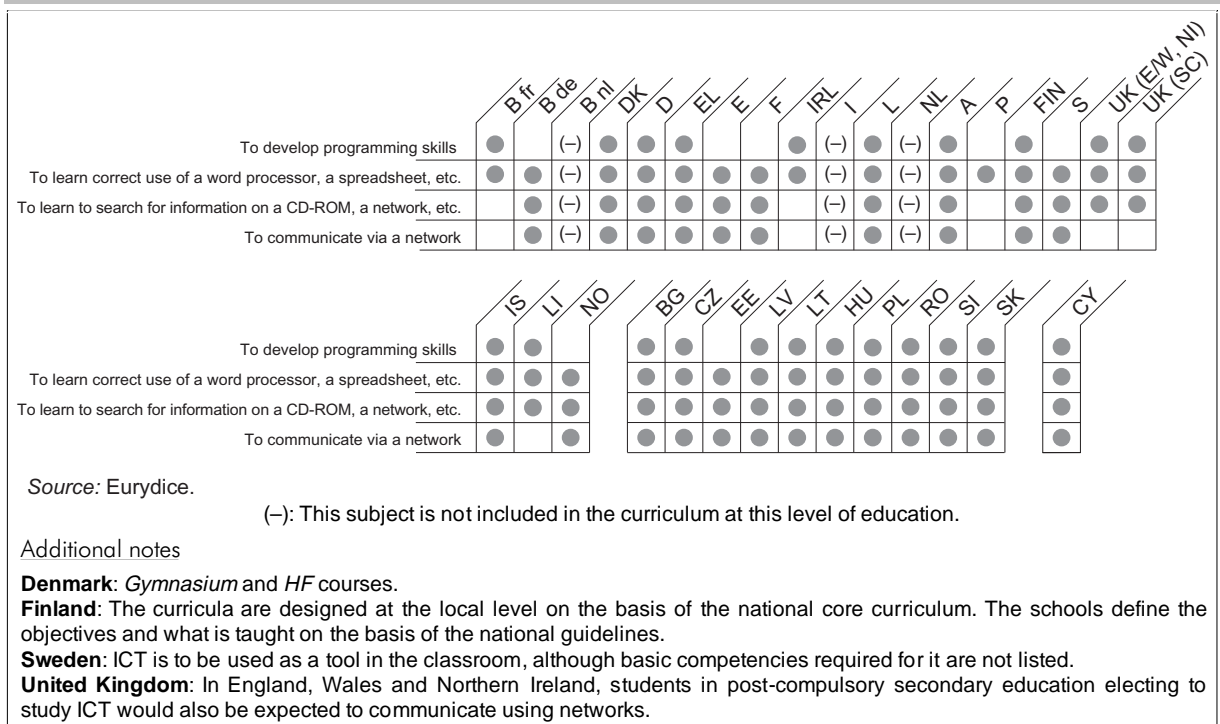 B fr B de B nl DK D EL E F IRL I L NL A P FIN S UK (E/W, NI) UK (SC)
To develop programming skills (–) (–) (–)
To learn correct use of a word processor, a spreadsheet, etc. (–) (–) (–)
To learn to search for information on a CD-ROM, a network, etc. (–) (–) (–)
To communicate via a network (–) (–) (–)
IS LI NO BG CZ EE LV LT HU PL RO SI SK CY
To develop programming skills
To learn correct use of a word processor, a spreadsheet, etc.
To learn to search for information on a CD-ROM, a network, etc.
To communicate via a network
Source: Eurydice.
(–): This subject is not included in the curriculum at this level of education.
Additional notes
Denmark: Gymnasium and HF courses.
Finland: The curricula are designed at the local level on the basis of the national core curriculum. The schools define the
objectives and what is taught on the basis of the national guidelines.
Sweden: ICT is to be used as a tool in the classroom, although basic competencies required for it are not listed.
United Kingdom: In England, Wales and Northern Ireland, students in post-compulsory secondary education electing to
study ICT would also be expected to communicate using networks.